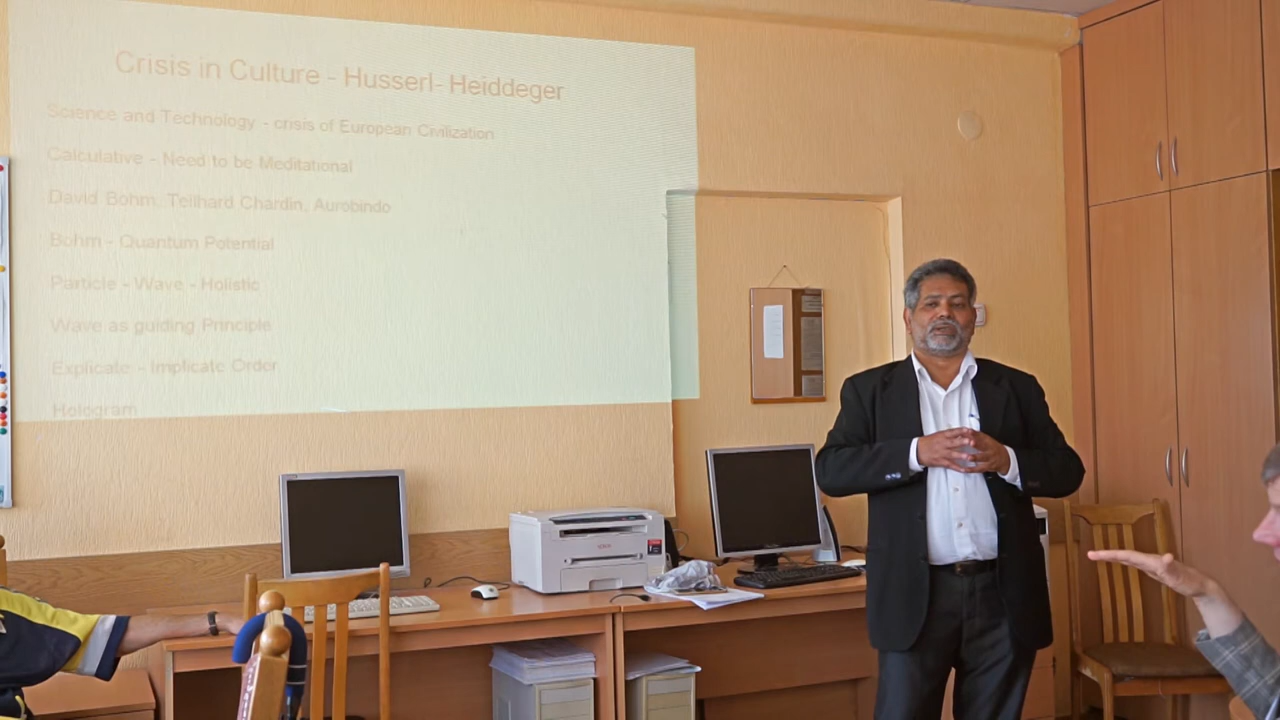 Crisis in Culture - Husserl- Heiddeger
Science and Technology - crisis of European Civilization
Calculative - Need to be Meditational
David Bohm, Teilhard Chardin, Aurobindo
Bohm - Quantum Potential
Particle - Wave - Holistic
Wave as guiding Principle
Explicate - Implicate Order
Hologram